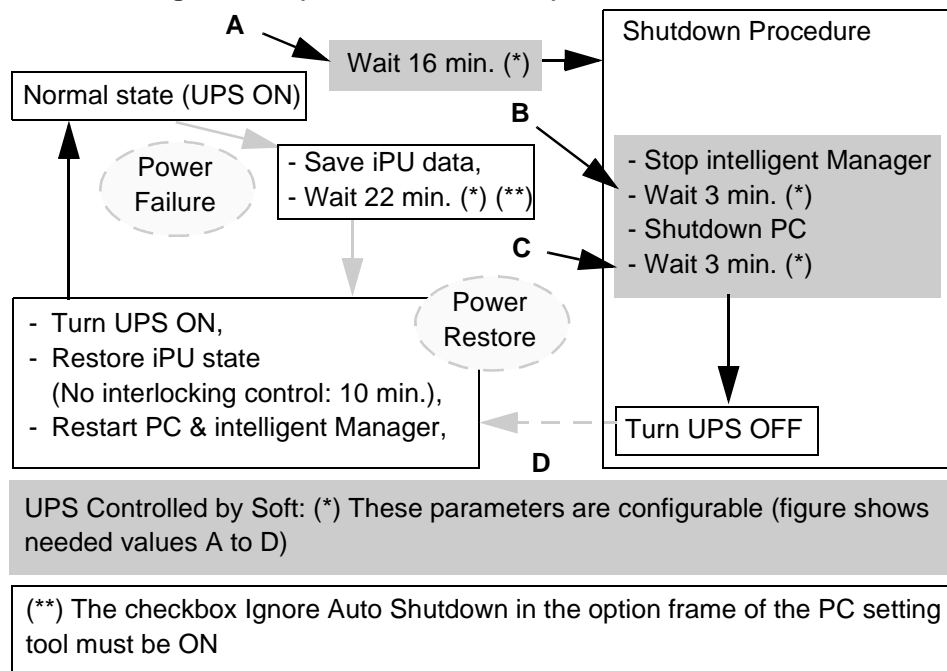 A
Wait 16 min. (*)
Shutdown Procedure
Normal state (UPS ON)
Power
Failure
- Save iPU data,
- Wait 22 min. (*) (**)
B
- Stop intelligent Manager
- Wait 3 min. (*)
- Shutdown PC
- Wait 3 min. (*)
C
Power
Restore
- Turn UPS ON,
- Restore iPU state
(No interlocking control: 10 min.),
- Restart PC & intelligent Manager,
Turn UPS OFF
D
UPS Controlled by Soft: (*) These parameters are configurable (figure shows
needed values A to D)
(**) The checkbox Ignore Auto Shutdown in the option frame of the PC setting
tool must be ON